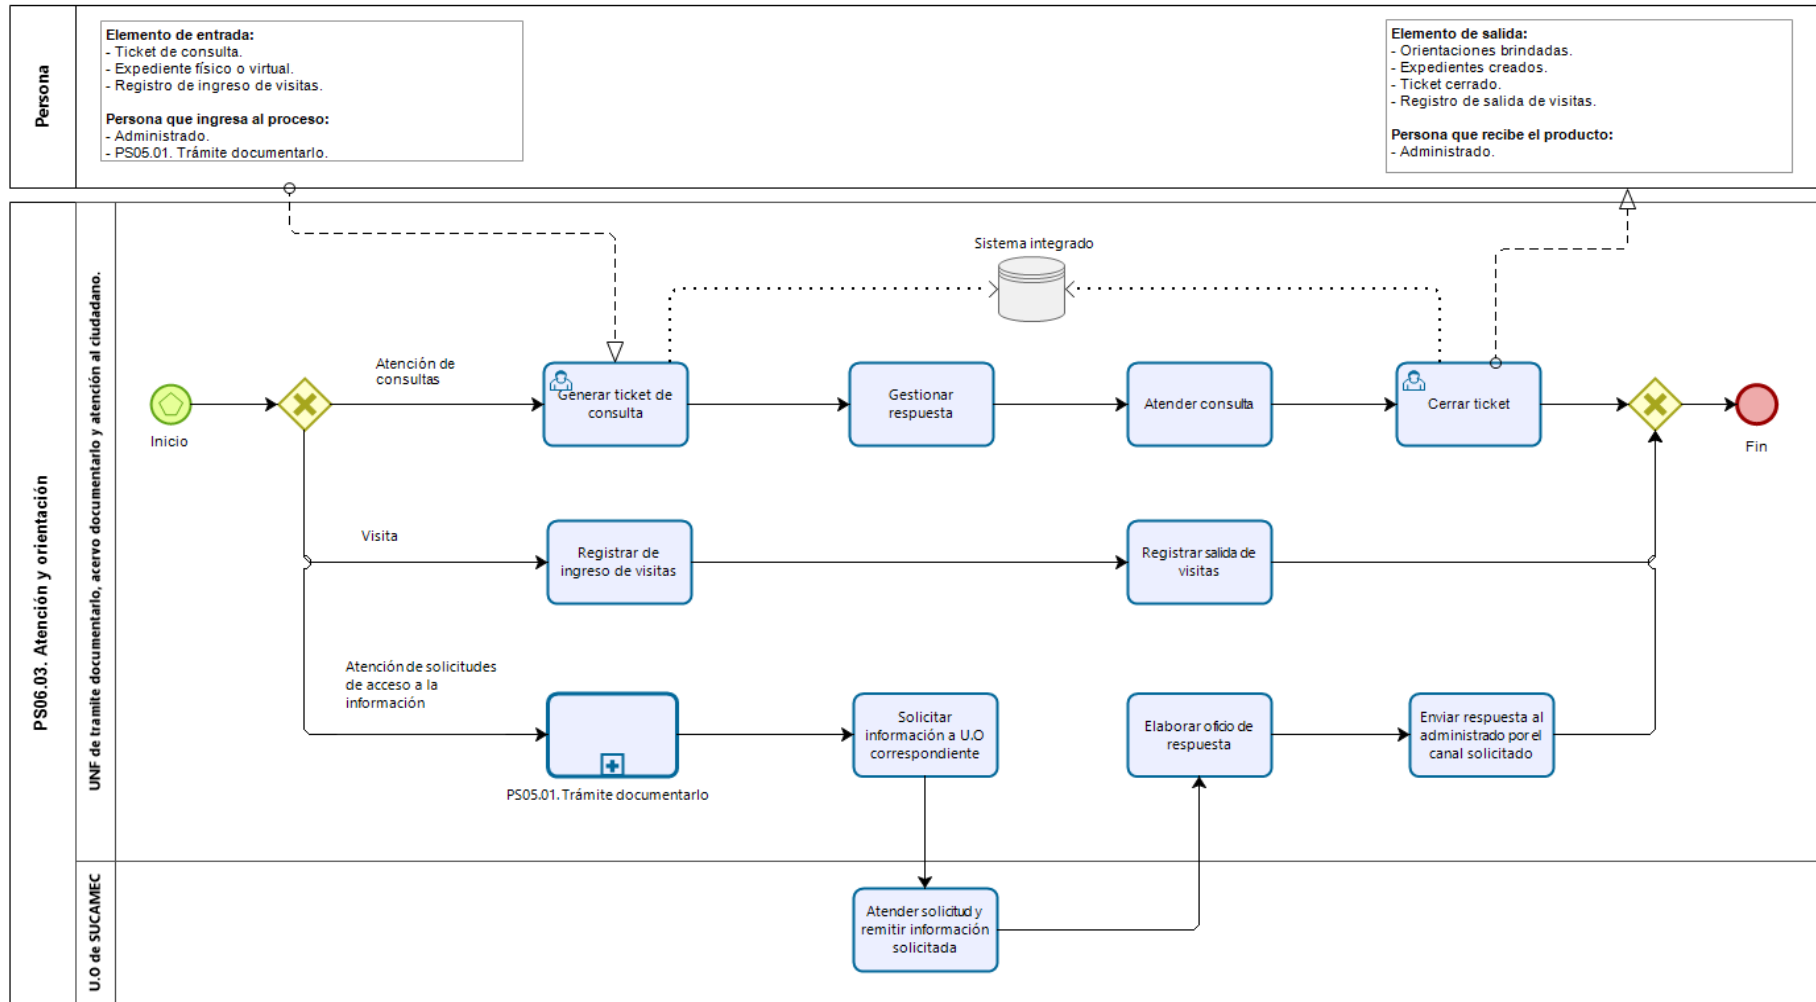 Persona
Elemento de entrada:
- Ticket de consulta.
- Expediente físico o virtual.
- Registro de ingreso de visitas.
Persona que ingresa al proceso:
- Administrado.
- PS05.01. Trámite documentarIo.
Elemento de salida:
- Orientaciones brindadas.
- Expedientes creados.
- Ticket cerrado.
- Registro de salida de visitas.
Persona que recibe el producto:
- Administrado.
PS06.03. Atención y orientación
UNF de tramite documentarIo, acervo documentarIo y atención al ciudadano.
Sistema integrado
Inicio
Atención de
consultas
Generar ticket de
consulta
Gestionar
respuesta
Atender consulta
Cerrar ticket
Fin
Visita
Registrar de
ingreso de visitas
Registrar salida de
visitas
Atención de solicitudes
de acceso a la
información
PS05.01. Trámite documentarIo
Solicitar
información a U.O
correspondiente
Elaborar oficio de
respuesta
Enviar respuesta al
administrado por el
canal solicitado
U.O de SUCAMEC
Atender solicitud y
remitir información
solicitada